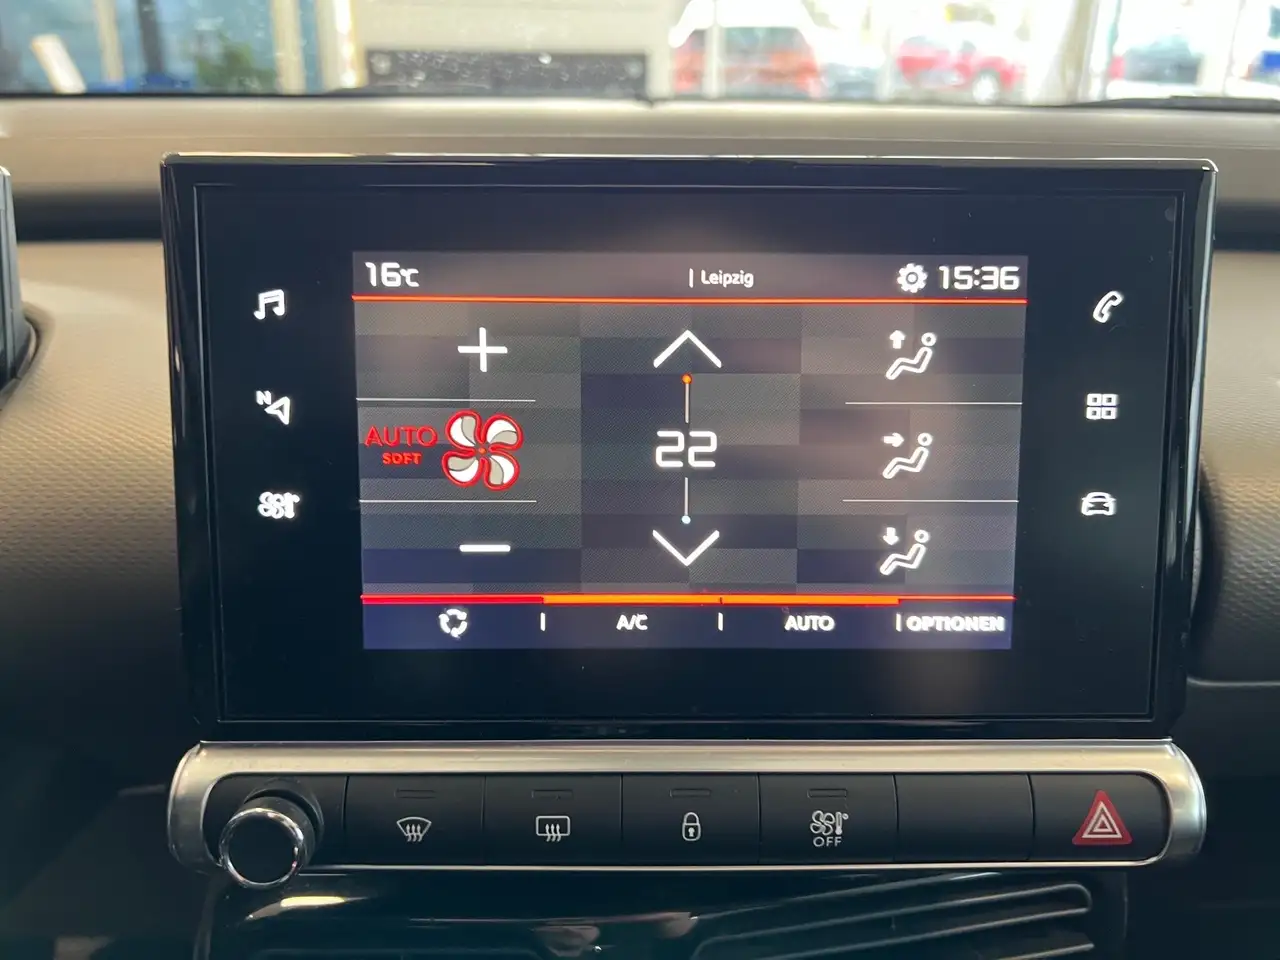 16°C | Leipzig 15:36
AUTO
SOFT
22
N
A/C | AUTO | OPTIONEN
OFF